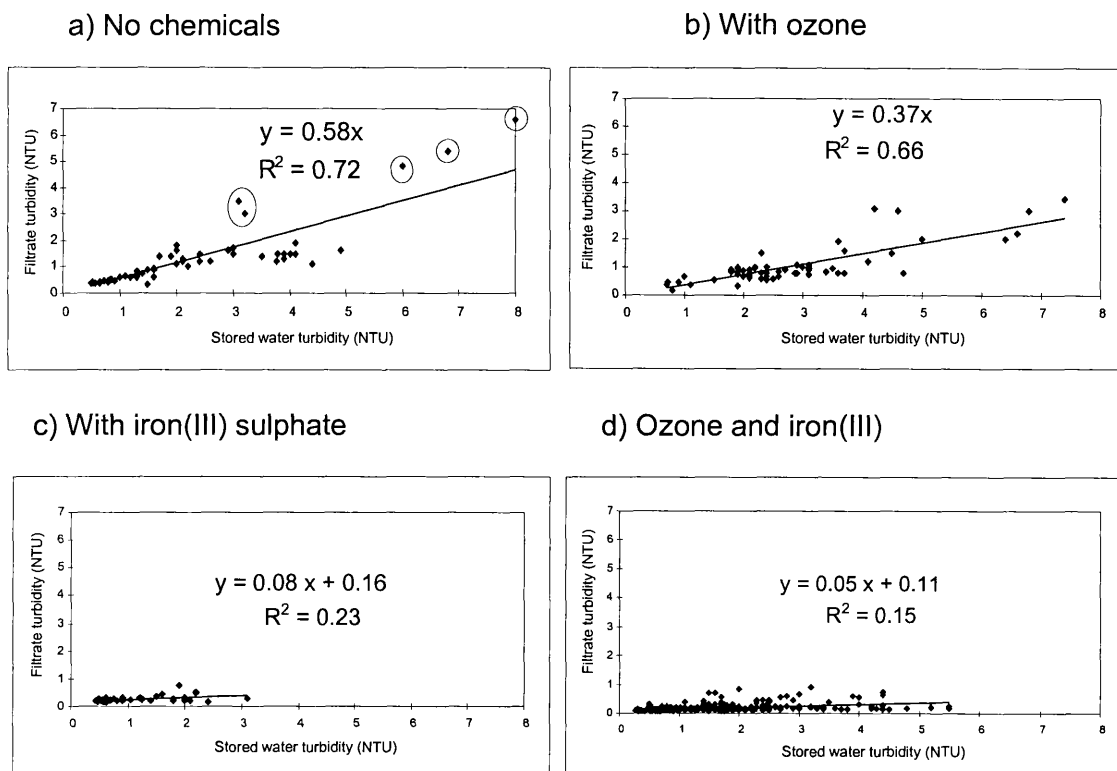 a) No chemicals
7
6
5
4
3
2
1
0
Filtrate turbidity (NTU)
y = 0.58x
R² = 0.72
0 1 2 3 4 5 6 7 8
Stored water turbidity (NTU)
b) With ozone
7
6
5
4
3
2
1
0
Filtrate turbidity (NTU)
y = 0.37x
R² = 0.66
0 1 2 3 4 5 6 7 8
Stored water turbidity (NTU)
c) With iron(III) sulphate
7
6
5
4
3
2
1
0
Filtrate turbidity (NTU)
y = 0.08 x + 0.16
R² = 0.23
0 1 2 3 4 5 6 7 8
Stored water turbidity (NTU)
d) Ozone and iron(III)
7
6
5
4
3
2
1
0
Filtrate turbidity (NTU)
y = 0.05 x + 0.11
R² = 0.15
0 1 2 3 4 5 6 7 8
Stored water turbidity (NTU)